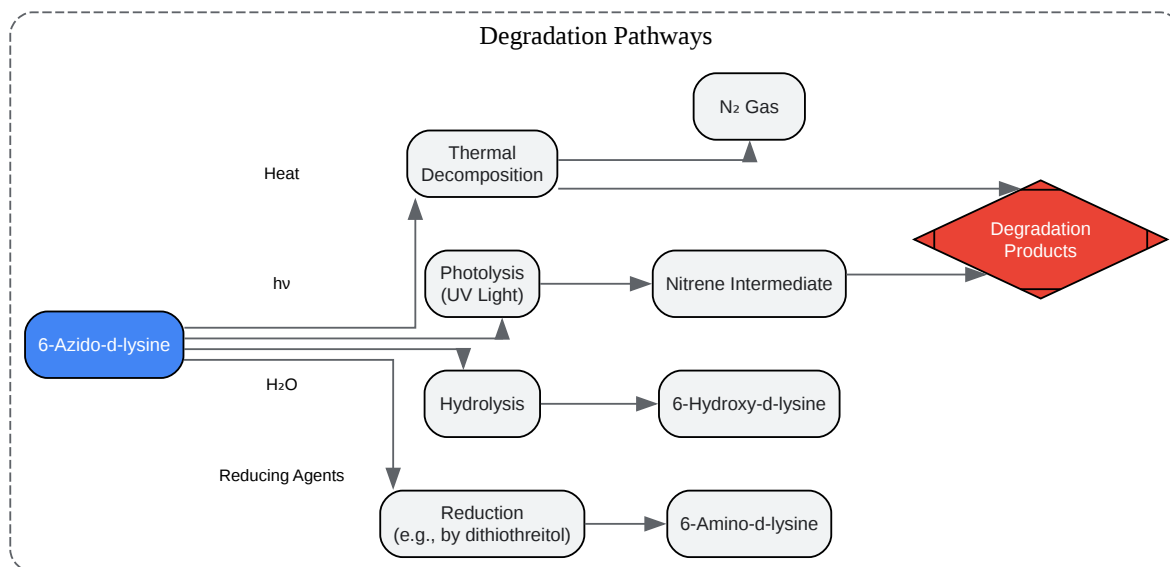 Degradation Pathways
N₂ Gas
Thermal
Decomposition
Heat
Degradation
Products
Photolysis
(UV Light)
Nitrene Intermediate
hν
6-Azido-d-lysine
H₂O
Hydrolysis
6-Hydroxy-d-lysine
Reducing Agents
Reduction
(e.g., by dithiothreitol)
6-Amino-d-lysine